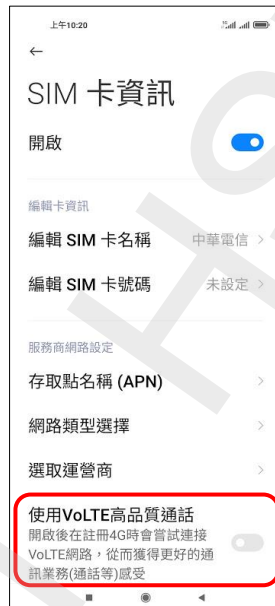 上午10:20
SIM 卡資訊
開啟
編輯卡資訊
編輯 SIM 卡名稱 中華電信
編輯 SIM 卡號碼 未設定
服務商網路設定
存取點名稱 (APN)
網路類型選擇
選取運營商
使用VoLTE高品質通話
開啟後在註冊4G時會嘗試連接
VoLTE網路，從而獲得更好的通
訊業務(通話等)感受